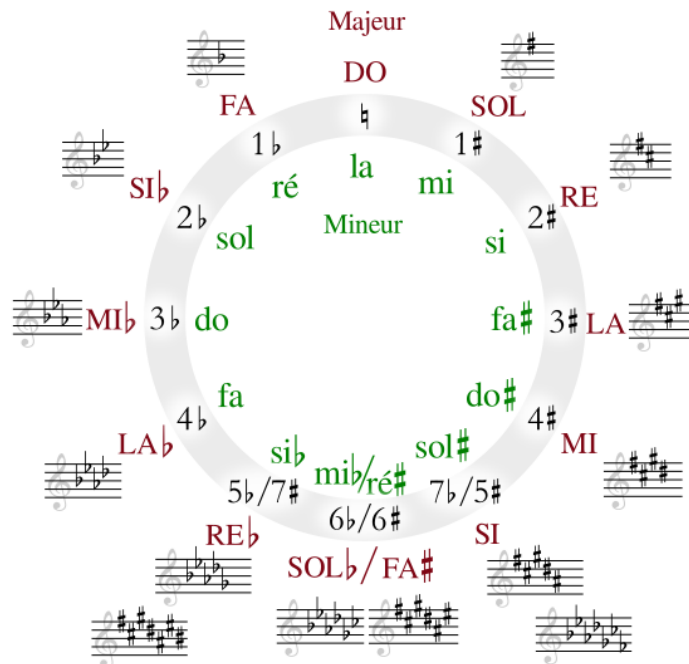 Majeur
DO
FA
SOL
♮
1♭
1♯
la
ré
mi
SI♭
RE
2♭
2♯
Mineur
sol
si
MI♭
3♭
do
fa♯
3♯
LA
fa
do♯
LA♭
4♭
4♯
MI
si♭
mi♭/ré♯
sol♯
5♭/7♯
6♭/6♯
7♭/5♯
RE♭
SOL♭/FA♯
SI